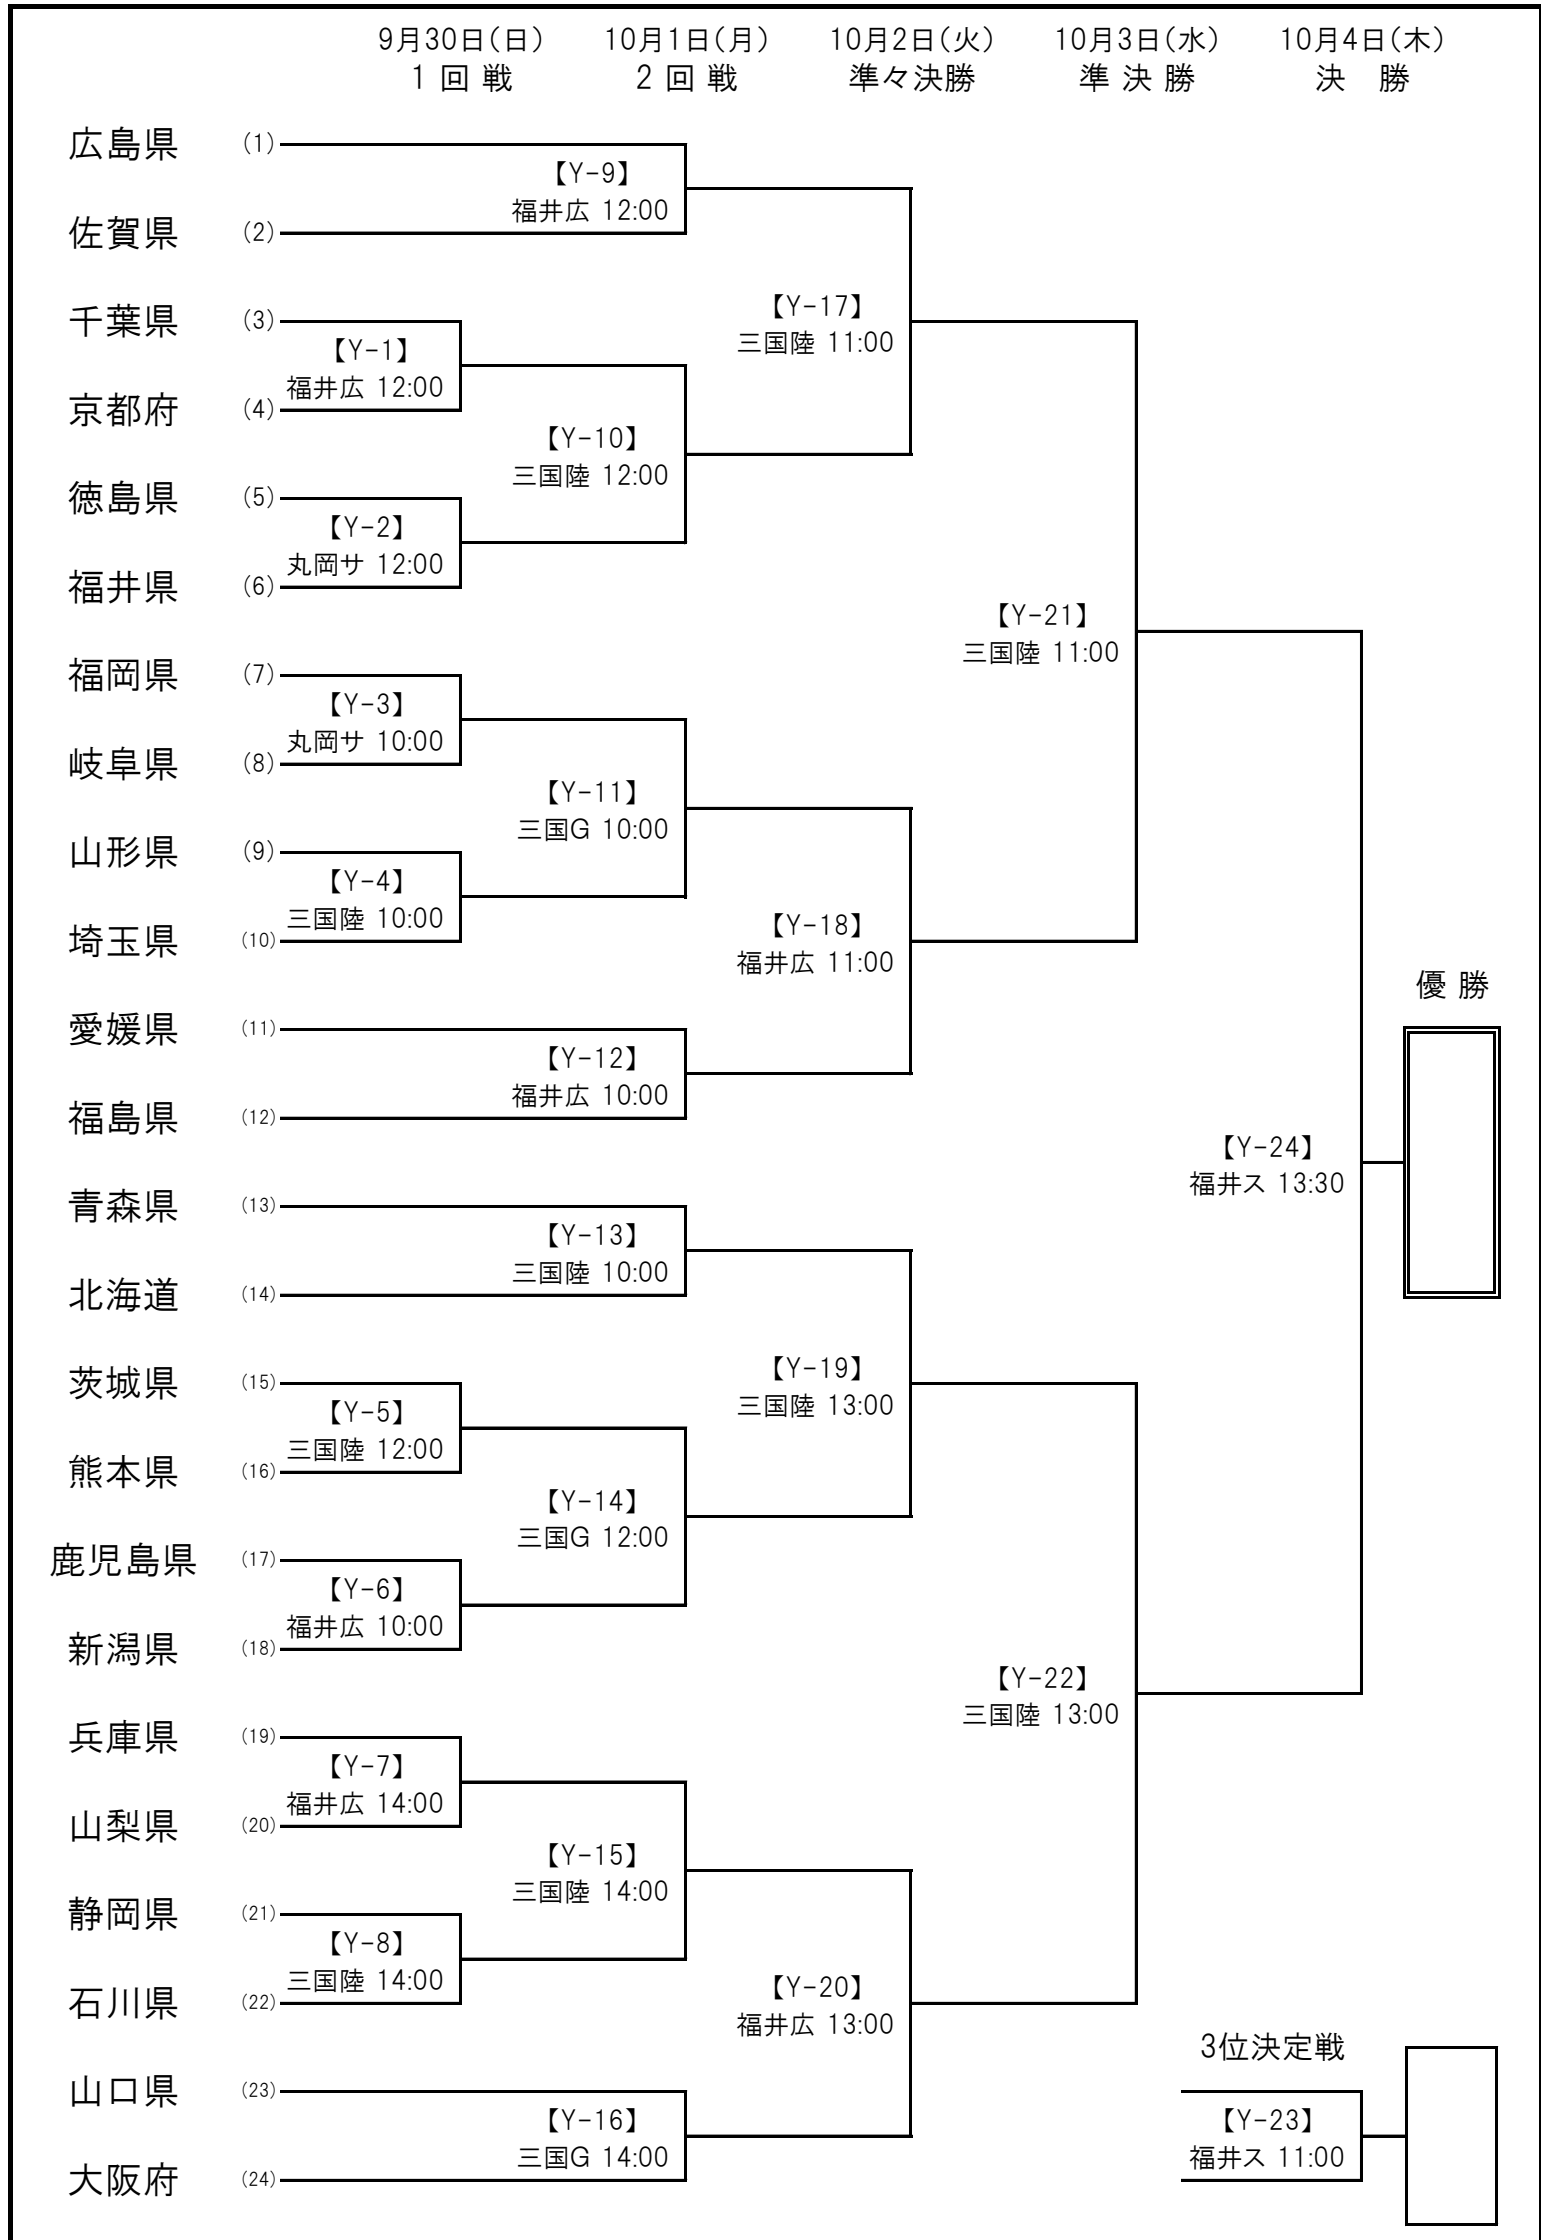 9月30日(日) 10月1日(月) 10月2日(火) 10月3日(水) 10月4日(木)
1 回 戦 2 回 戦 準々決勝 準 決 勝 決 勝
広島県 (1)
【Y-9】
福井広 12:00
佐賀県 (2)
千葉県 (3)
【Y-17】
三国陸 11:00
【Y-1】
福井広 12:00
京都府 (4)
【Y-10】
三国陸 12:00
徳島県 (5)
【Y-2】
丸岡サ 12:00
福井県 (6)
【Y-21】
三国陸 11:00
福岡県 (7)
【Y-3】
丸岡サ 10:00
岐阜県 (8)
【Y-11】
三国G 10:00
山形県 (9)
【Y-4】
三国陸 10:00
埼玉県 (10)
【Y-18】
福井広 11:00
優 勝
愛媛県 (11)
【Y-12】
福井広 10:00
福島県 (12)
【Y-24】
福井ス 13:30
青森県 (13)
【Y-13】
三国陸 10:00
北海道 (14)
茨城県 (15)
【Y-19】
三国陸 13:00
【Y-5】
三国陸 12:00
熊本県 (16)
【Y-14】
三国G 12:00
鹿児島県 (17)
【Y-6】
福井広 10:00
新潟県 (18)
【Y-22】
三国陸 13:00
兵庫県 (19)
【Y-7】
福井広 14:00
山梨県 (20)
【Y-15】
三国陸 14:00
静岡県 (21)
【Y-8】
三国陸 14:00
石川県 (22)
【Y-20】
福井広 13:00
3位決定戦
山口県 (23)
【Y-16】
三国G 14:00
【Y-23】
福井ス 11:00
大阪府 (24)